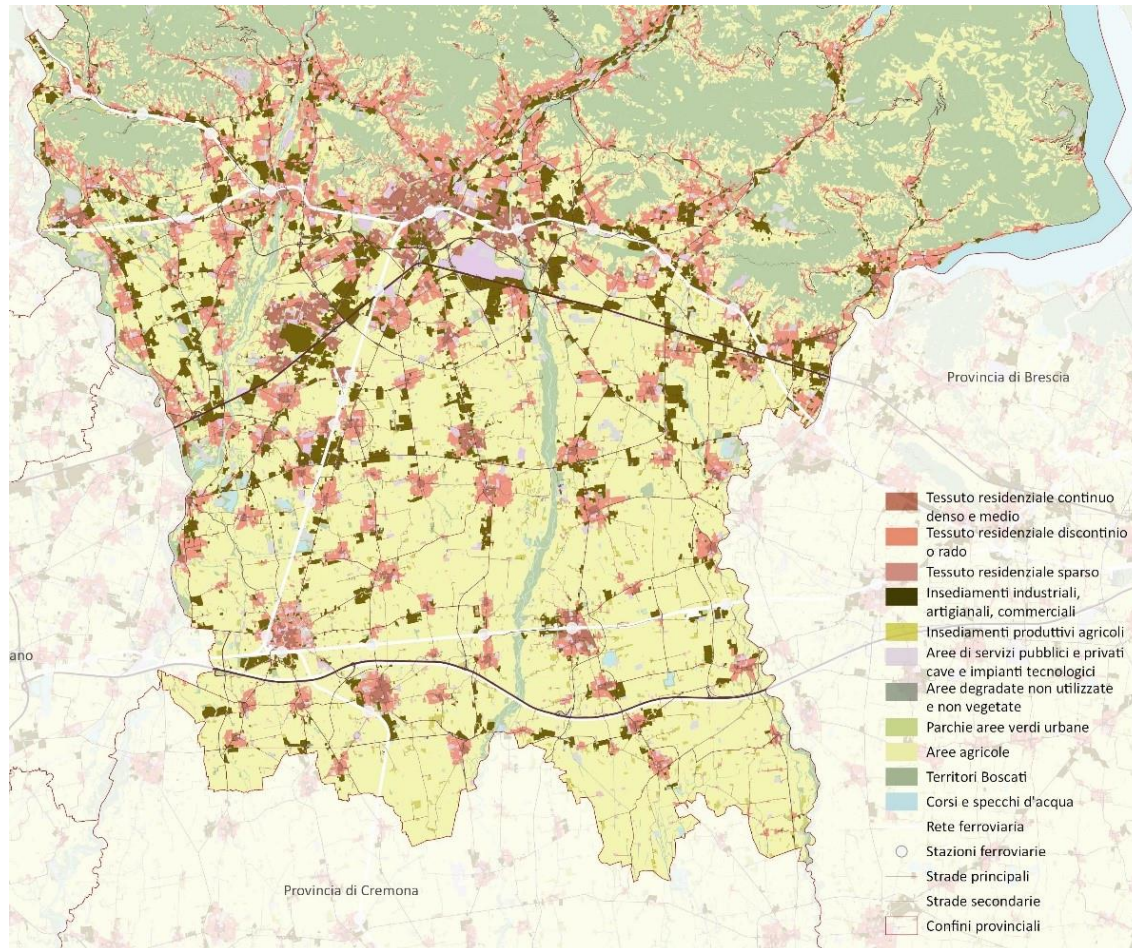 Provincia di Brescia
Tessuto residenziale continuo
denso e medio
Tessuto residenziale discontinio
o rado
Tessuto residenziale sparso
Insediamenti industriali,
artigianali, commerciali
Insediamenti produttivi agricoli
Aree di servizi pubblici e privati
cave e impianti tecnologici
Aree degradate non utilizzate
e non vegetate
Parchie aree verdi urbane
Aree agricole
Territori Boscati
Corsi e specchi d'acqua
Rete ferroviaria
Stazioni ferroviarie
Strade principali
Strade secondarie
Confini provinciali
ano
Provincia di Cremona